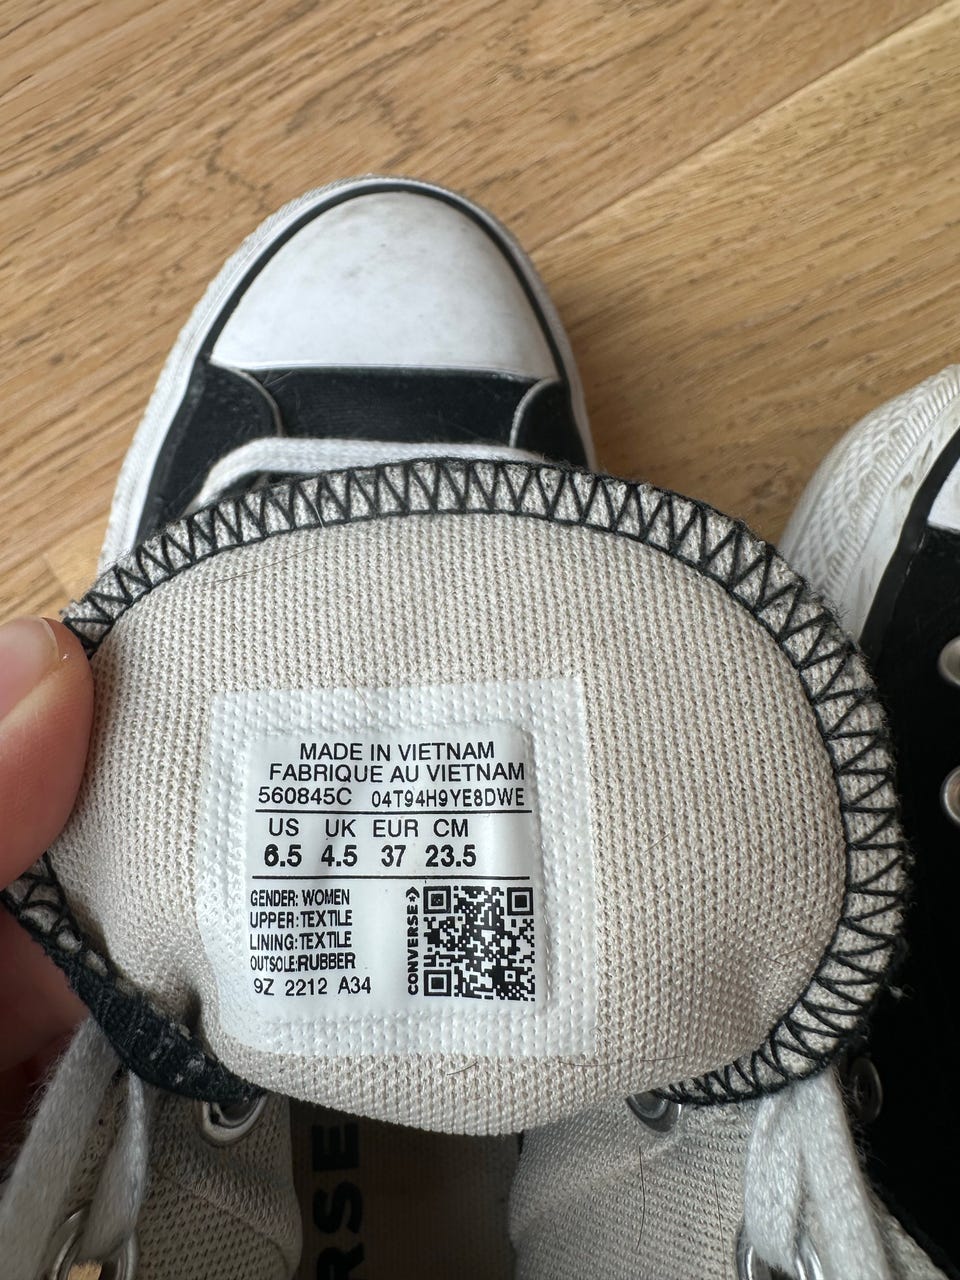 MADE IN VIETNAM
FABRIQUE AU VIETNAM
560845C 04T94H9YE8DWE
US UK EUR CM
6.5 4.5 37 23.5
GENDER: WOMEN
UPPER:TEXTILE
LINING:TEXTILE
OUTSOLE:RUBBER
9Z 2212 A34
CONVERSE
RSE